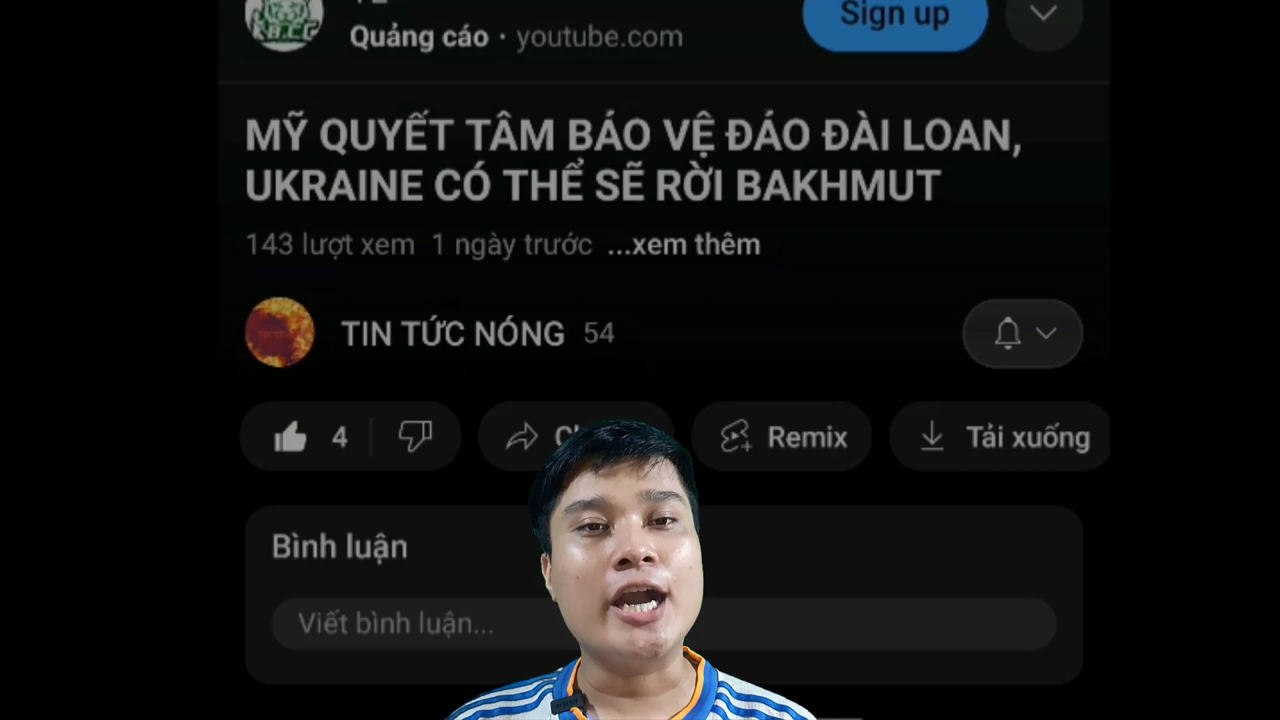 K.B.C.G
Quảng cáo · youtube.com
Sign up
MỸ QUYẾT TÂM BẢO VỆ ĐẢO ĐÀI LOAN,
UKRAINE CÓ THỂ SẼ RỜI BAKHMUT
143 lượt xem 1 ngày trước ...xem thêm
TIN TỨC NÓNG 54
4
Remix
Tải xuống
Bình luận
Viết bình luận...